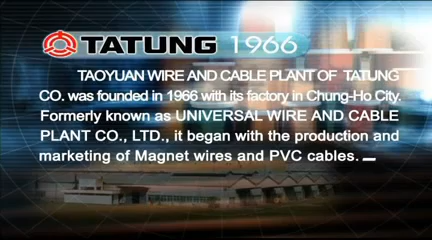 TATUNG 1966
TAOYUAN WIRE AND CABLE PLANT OF TATUNG
CO. was founded in 1966 with its factory in Chung-Ho City.
Formerly known as UNIVERSAL WIRE AND CABLE
PLANT CO., LTD., it began with the production and
marketing of Magnet wires and PVC cables.